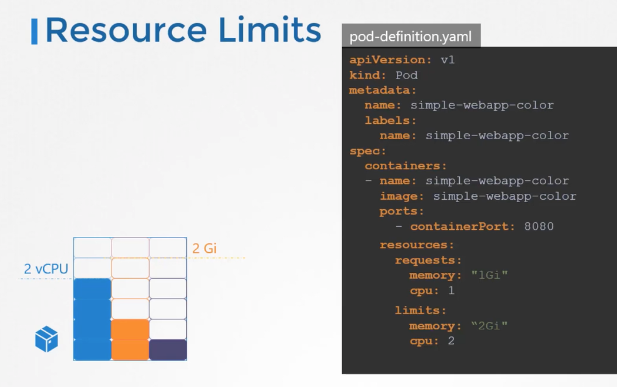 Resource Limits
pod-definition.yaml
apiVersion: v1
kind: Pod
metadata:
  name: simple-webapp-color
  labels:
    name: simple-webapp-color
spec:
  containers:
  - name: simple-webapp-color
    image: simple-webapp-color
    ports:
      - containerPort: 8080
    resources:
      requests:
        memory: "1Gi"
        cpu: 1
      limits:
        memory: “2Gi”
        cpu: 2
2 Gi
2 vCPU